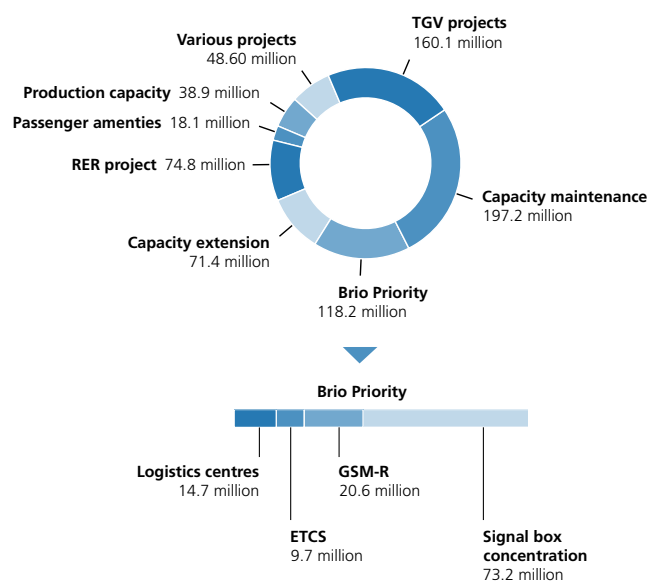 TGV projects
160.1 million
Various projects
48.60 million
Production capacity 38.9 million
Passenger amenties 18.1 million
RER project 74.8 million
Capacity maintenance
197.2 million
Capacity extension
71.4 million
Brio Priority
118.2 million
Brio Priority
Logistics centres
14.7 million
GSM-R
20.6 million
ETCS
9.7 million
Signal box
concentration
73.2 million